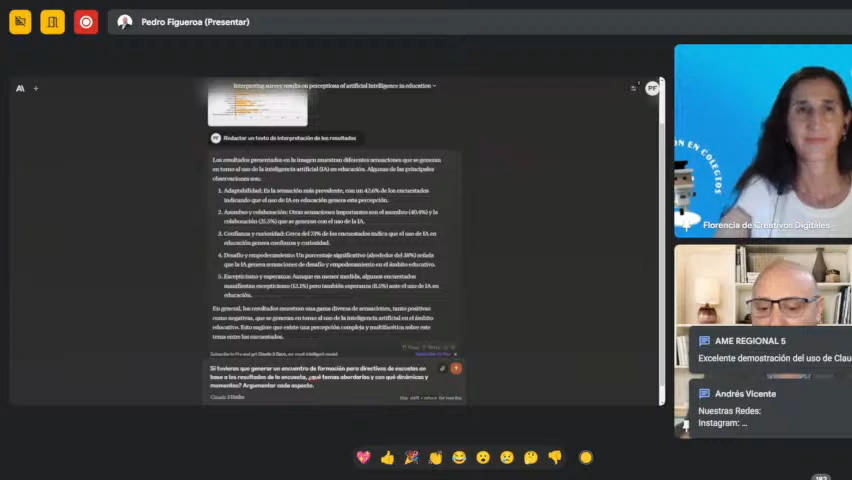 Pedro Figueroa (Presentar)
Interpreting survey results on perceptions of artificial intelligence in education
PF
PF
Redactar un texto de interpretación de los resultados
Los resultados presentados en la imagen muestran diferentes sensaciones que se generan
en torno al uso de la inteligencia artificial (IA) en educación. Algunas de las principales
observaciones son:
1. Adaptabilidad: Es la sensación más prevalente, con un 42.6% de los encuestados
indicando que el uso de IA en educación genera esta percepción.
2. Asombro y colaboración: Otras sensaciones importantes son el asombro (40.4%) y la
colaboración (25.5%) que se generan con el uso de la IA.
3. Confianza y curiosidad: Cerca del 23% de los encuestados indica que el uso de IA en
educación genera confianza y curiosidad.
4. Desafío y empoderamiento: Un porcentaje significativo (alrededor del 38%) señala
que la IA genera sensaciones de desafío y empoderamiento en el ámbito educativo.
5. Escepticismo y esperanza: Aunque en menor medida, algunos encuestados
manifiestan escepticismo (12.1%) pero también esperanza (8.5%) ante el uso de IA en
educación.
En general, los resultados muestran una gama diversa de sensaciones, tanto positivas
como negativas, que se generan en torno al uso de la inteligencia artificial en el ámbito
educativo. Esto sugiere que existe una percepción compleja y multifacética sobre este
tema entre los encuestados.
Si tuvieras que generar un encuentro de formación para directivos de escuelas en
base a los resultados de la encuesta, ¿qué temas abordarías y con qué dinámicas y
momentos? Argumentar cada aspecto.
Florencia de Creativos Digitales
AME REGIONAL 5
Excelente demostración del uso de Clau
Andrés Vicente
Nuestras Redes:
Instagram: ...